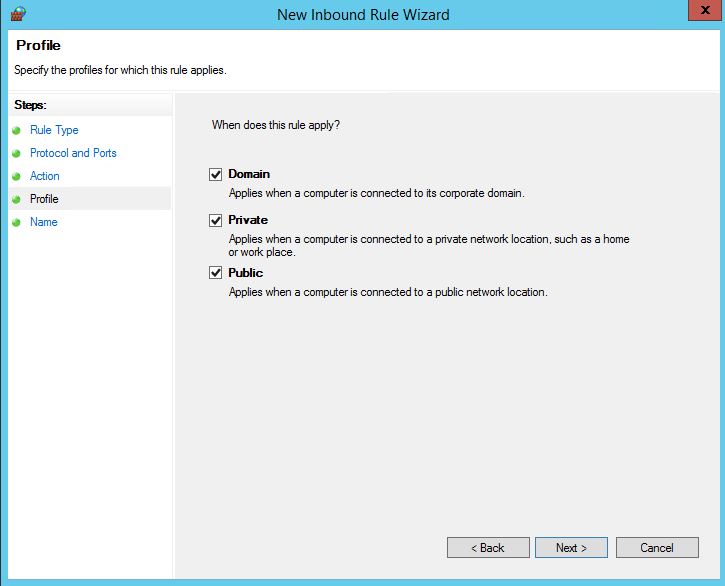 New Inbound Rule Wizard
x
Profile
Specify the profiles for which this rule applies.
Steps:
Rule Type
Protocol and Ports
Action
Profile
Name
When does this rule apply?
Domain
Applies when a computer is connected to its corporate domain.
Private
Applies when a computer is connected to a private network location, such as a home
or work place.
Public
Applies when a computer is connected to a public network location.
< Back
Next >
Cancel